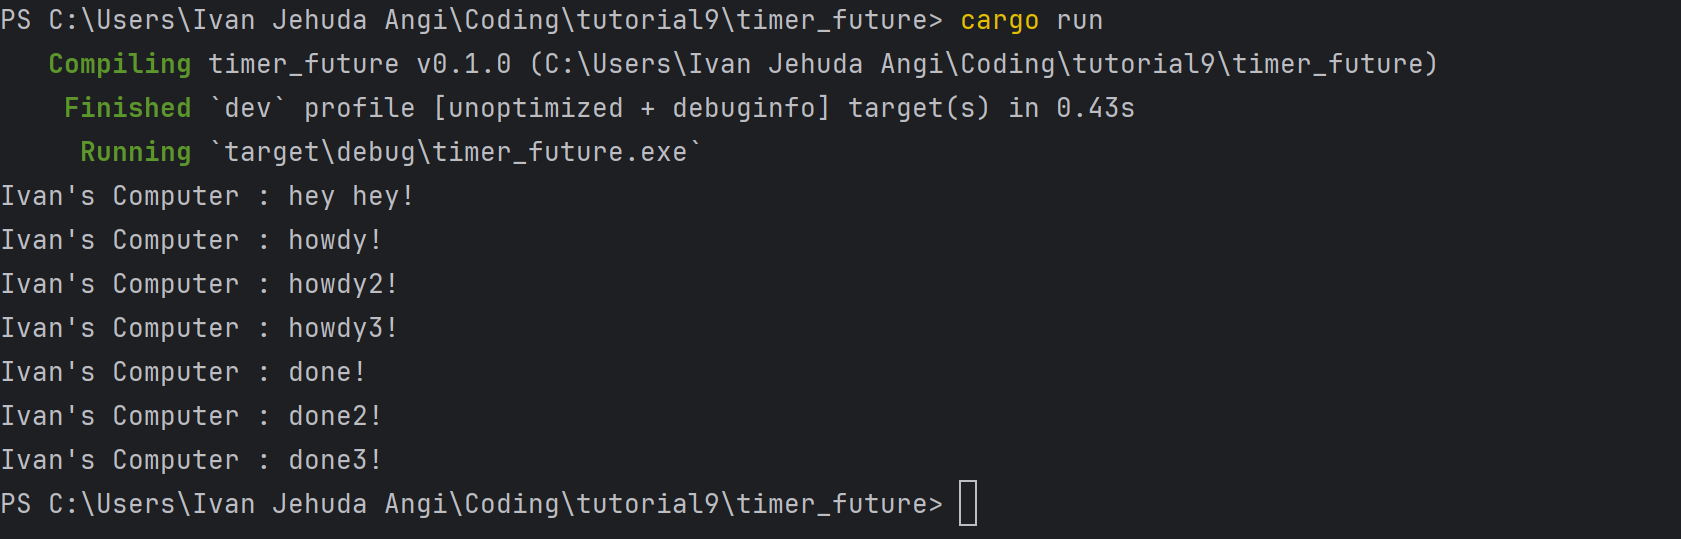 PS C:\Users\Ivan Jehuda Angi\Coding\tutorial9\timer_future> cargo run
   Compiling timer_future v0.1.0 (C:\Users\Ivan Jehuda Angi\Coding\tutorial9\timer_future)
    Finished `dev` profile [unoptimized + debuginfo] target(s) in 0.43s
     Running `target\debug\timer_future.exe`
Ivan's Computer : hey hey!
Ivan's Computer : howdy!
Ivan's Computer : howdy2!
Ivan's Computer : howdy3!
Ivan's Computer : done!
Ivan's Computer : done2!
Ivan's Computer : done3!
PS C:\Users\Ivan Jehuda Angi\Coding\tutorial9\timer_future>